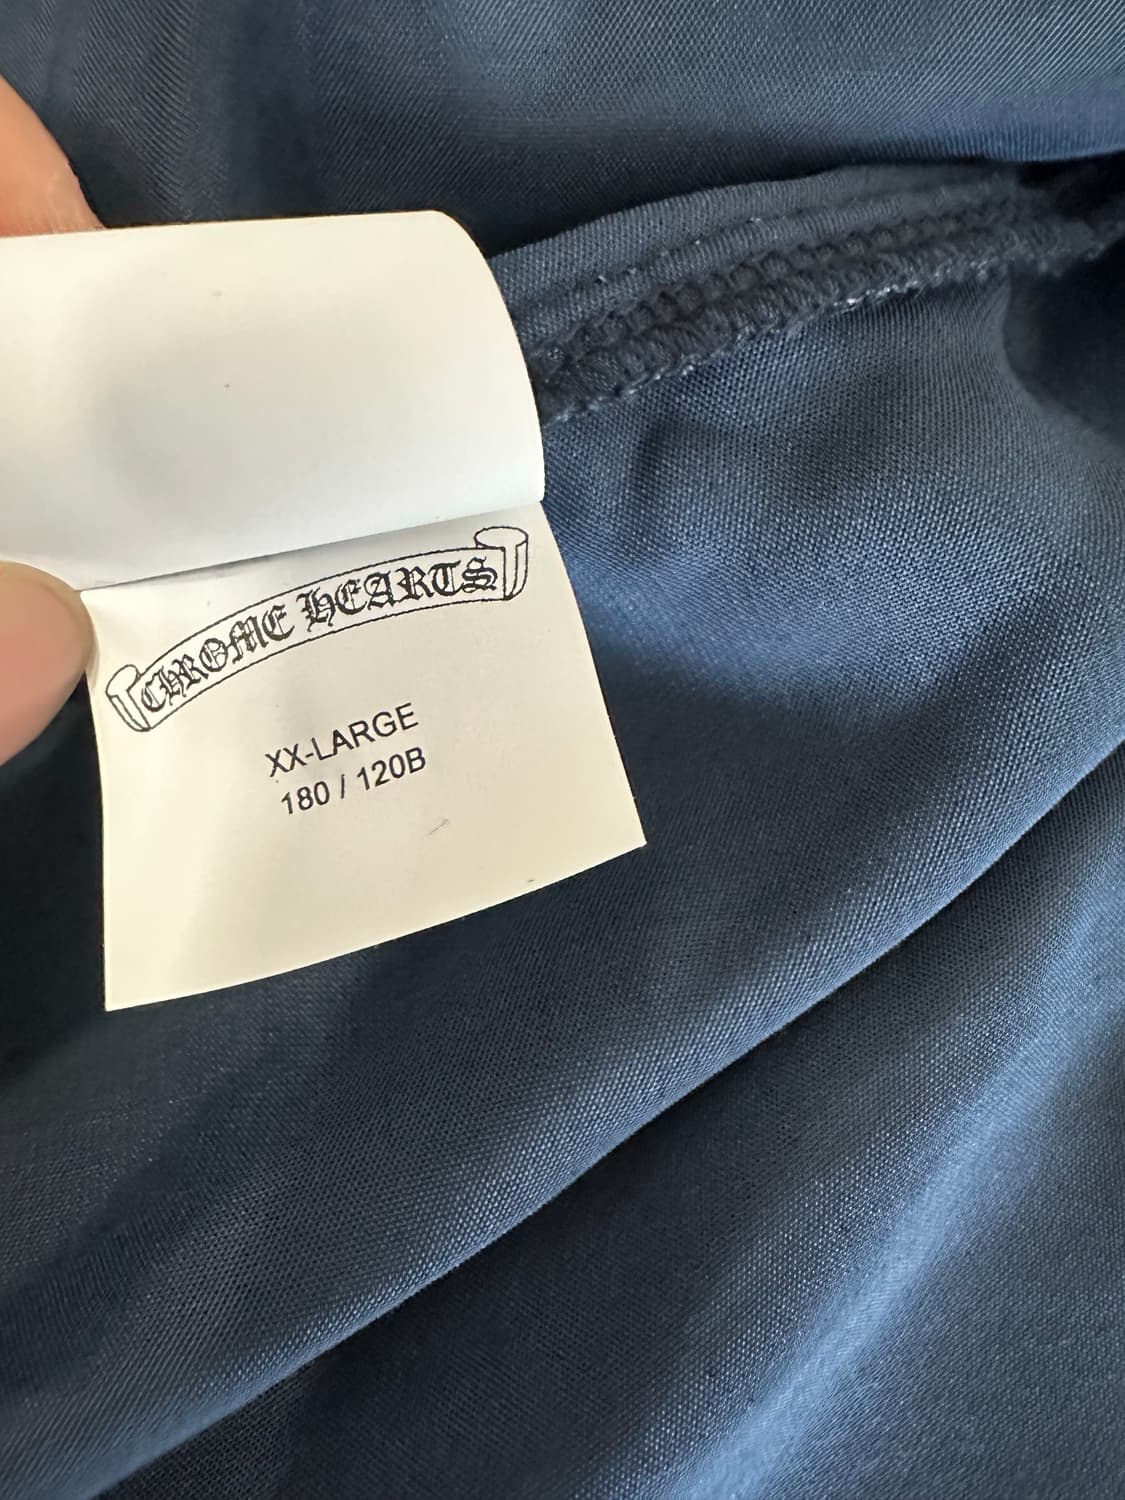 CHROME HEARTS
XX-LARGE
180 / 120B